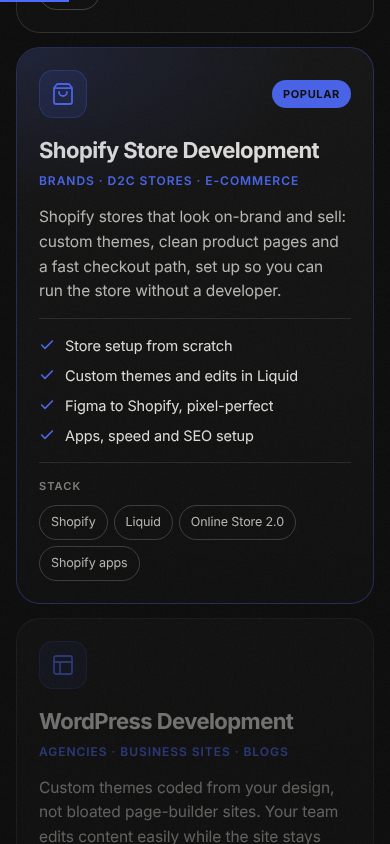 POPULAR
Shopify Store Development
BRANDS · D2C STORES · E-COMMERCE
Shopify stores that look on-brand and sell:
custom themes, clean product pages and
a fast checkout path, set up so you can
run the store without a developer.
Store setup from scratch
Custom themes and edits in Liquid
Figma to Shopify, pixel-perfect
Apps, speed and SEO setup
STACK
Shopify Liquid Online Store 2.0
Shopify apps
WordPress Development
AGENCIES · BUSINESS SITES · BLOGS
Custom themes coded from your design,
not bloated page-builder sites. Your team
edits content easily while the site stays